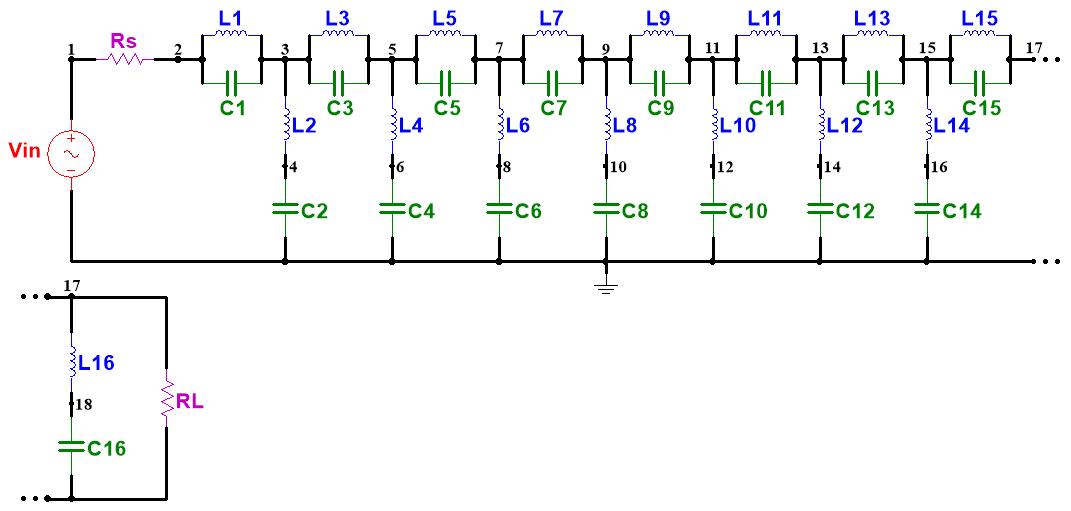 L1 L3 L5 L7 L9 L11 L13 L15
1 Rs 2 3 5 7 9 11 13 15 17
C1 C3 C5 C7 C9 C11 C13 C15
L2 L4 L6 L8 L10 L12 L14
Vin + −
4 6 8 10 12 14 16
C2 C4 C6 C8 C10 C12 C14
17
L16
18 RL
C16